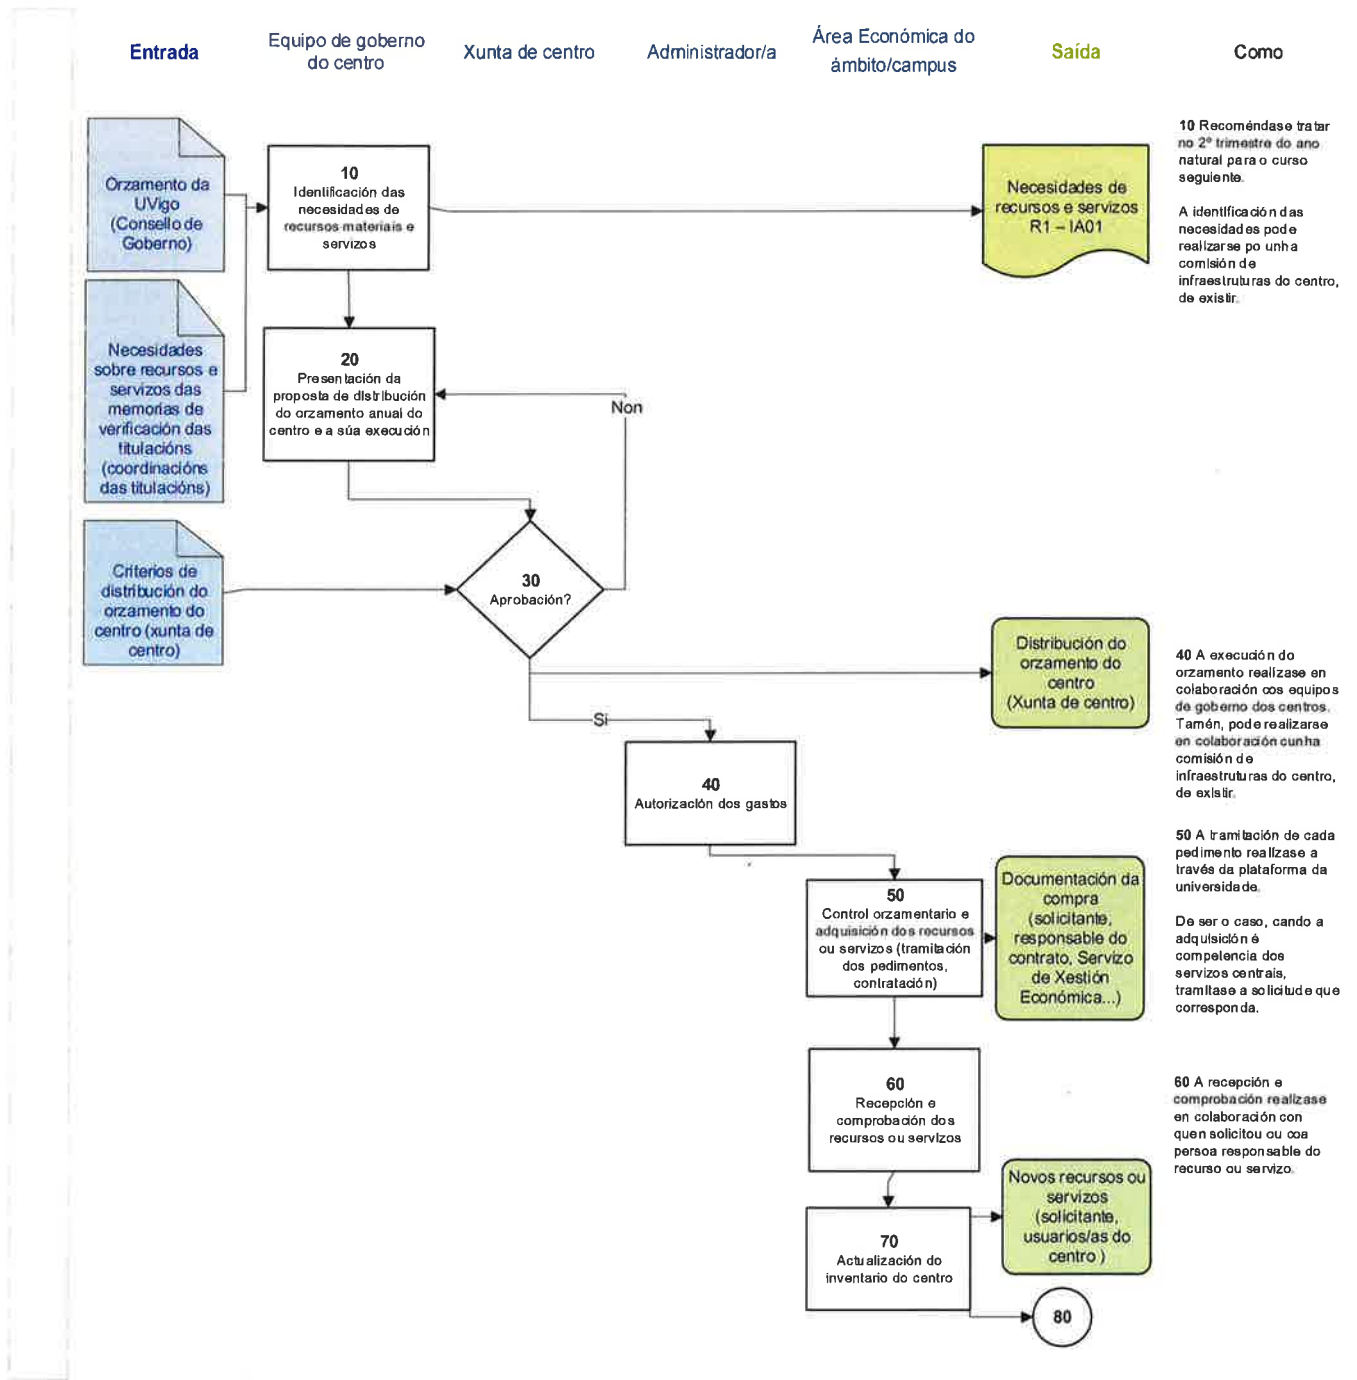 Entrada
Equipo de goberno
do centro
Xunta de centro
Administrador/a
Área Económica do
ámbito/campus
Saída
Como
Orzamento da
UVigo
(Consello de
Goberno)
10
Identificación das
necesidades de
recursos materiais e
servizos
Necesidades de
recursos e servizos
R1 – IA01
10 Recoméndase tratar
no 2º trimestre do ano
natural para o curso
seguiente.
A identificación das
necesidades pode
realizarse po unha
comisión de
infraestruturas do centro,
de existir.
Necesidades
sobre recursos e
servizos das
memorias de
verificación das
titulacións
(coordinacións
das titulacións)
20
Presentación da
proposta de distribución
do orzamento anual do
centro e a súa execución
Non
Criterios de
distribución do
orzamento do
centro (xunta de
centro)
30
Aprobación?
Distribución do
orzamento do
centro
(Xunta de centro)
Si
40
Autorización dos gastos
40 A execución do
orzamento realízase en
colaboración cos equipos
de goberno dos centros.
Tamén, pode realizarse
en colaboración cunha
comisión de
infraestruturas do centro,
de existir.
50
Control orzamentario e
adquisición dos recursos
ou servizos (tramitación
dos pedimentos,
contratación)
Documentación da
compra
(solicitante,
responsable do
contrato, Servizo
de Xestión
Económica...)
50 A tramitación de cada
pedimento realízase a
través da plataforma da
universidade.
De ser o caso, cando a
adquisición é
competencia dos
servizos centrais,
tramítase a solicitude que
corresponda.
60
Recepción e
comprobación dos
recursos ou servizos
60 A recepción e
comprobación realízase
en colaboración con
quen solicitou ou coa
persoa responsable do
recurso ou servizo.
70
Actualización do
inventario do centro
Novos recursos ou
servizos
(solicitante,
usuarios/as do
centro )
80